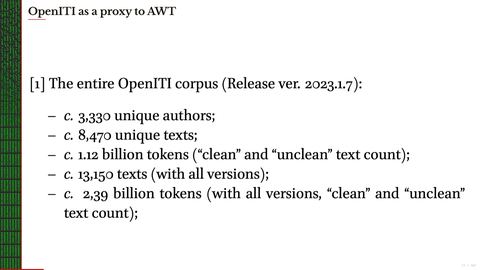 OpenITI as a proxy to AWT
[1] The entire OpenITI corpus (Release ver. 2023.1.7):
– c. 3,330 unique authors;
– c. 8,470 unique texts;
– c. 1.12 billion tokens (“clean” and “unclean” text count);
– c. 13,150 texts (with all versions);
– c. 2,39 billion tokens (with all versions, “clean” and “unclean”
text count);